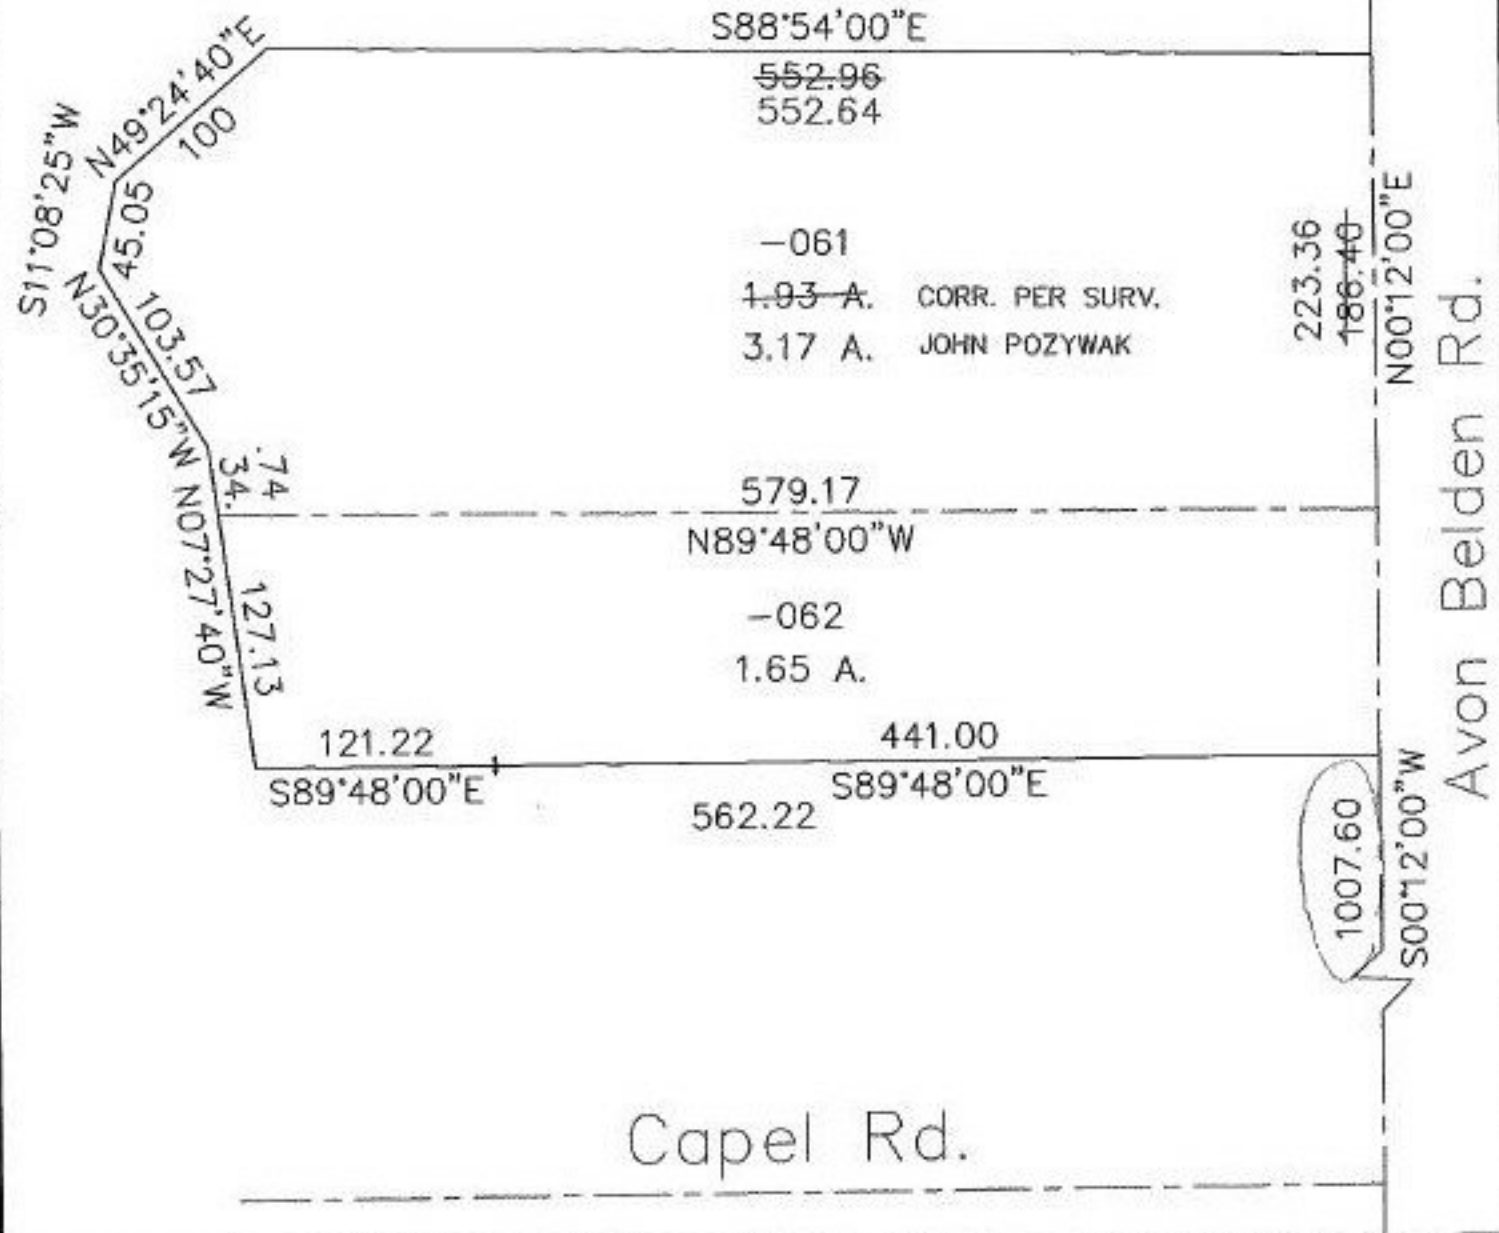 S88°54'00"E
552.96
552.64
N49°24'40"E
100
S11°08'25"W
45.05
N30°35'15"W
103.57
-061
1.93 A. CORR. PER SURV.
3.17 A. JOHN POZYWAK
223.36
186.40
N00°12'00"E
Avon Belden Rd.
34.
.74
579.17
N89°48'00"W
N07°27'40"W
127.13
-062
1.65 A.
121.22
441.00
S89°48'00"E
S89°48'00"E
562.22
1007.60
S00°12'00"W
Capel Rd.